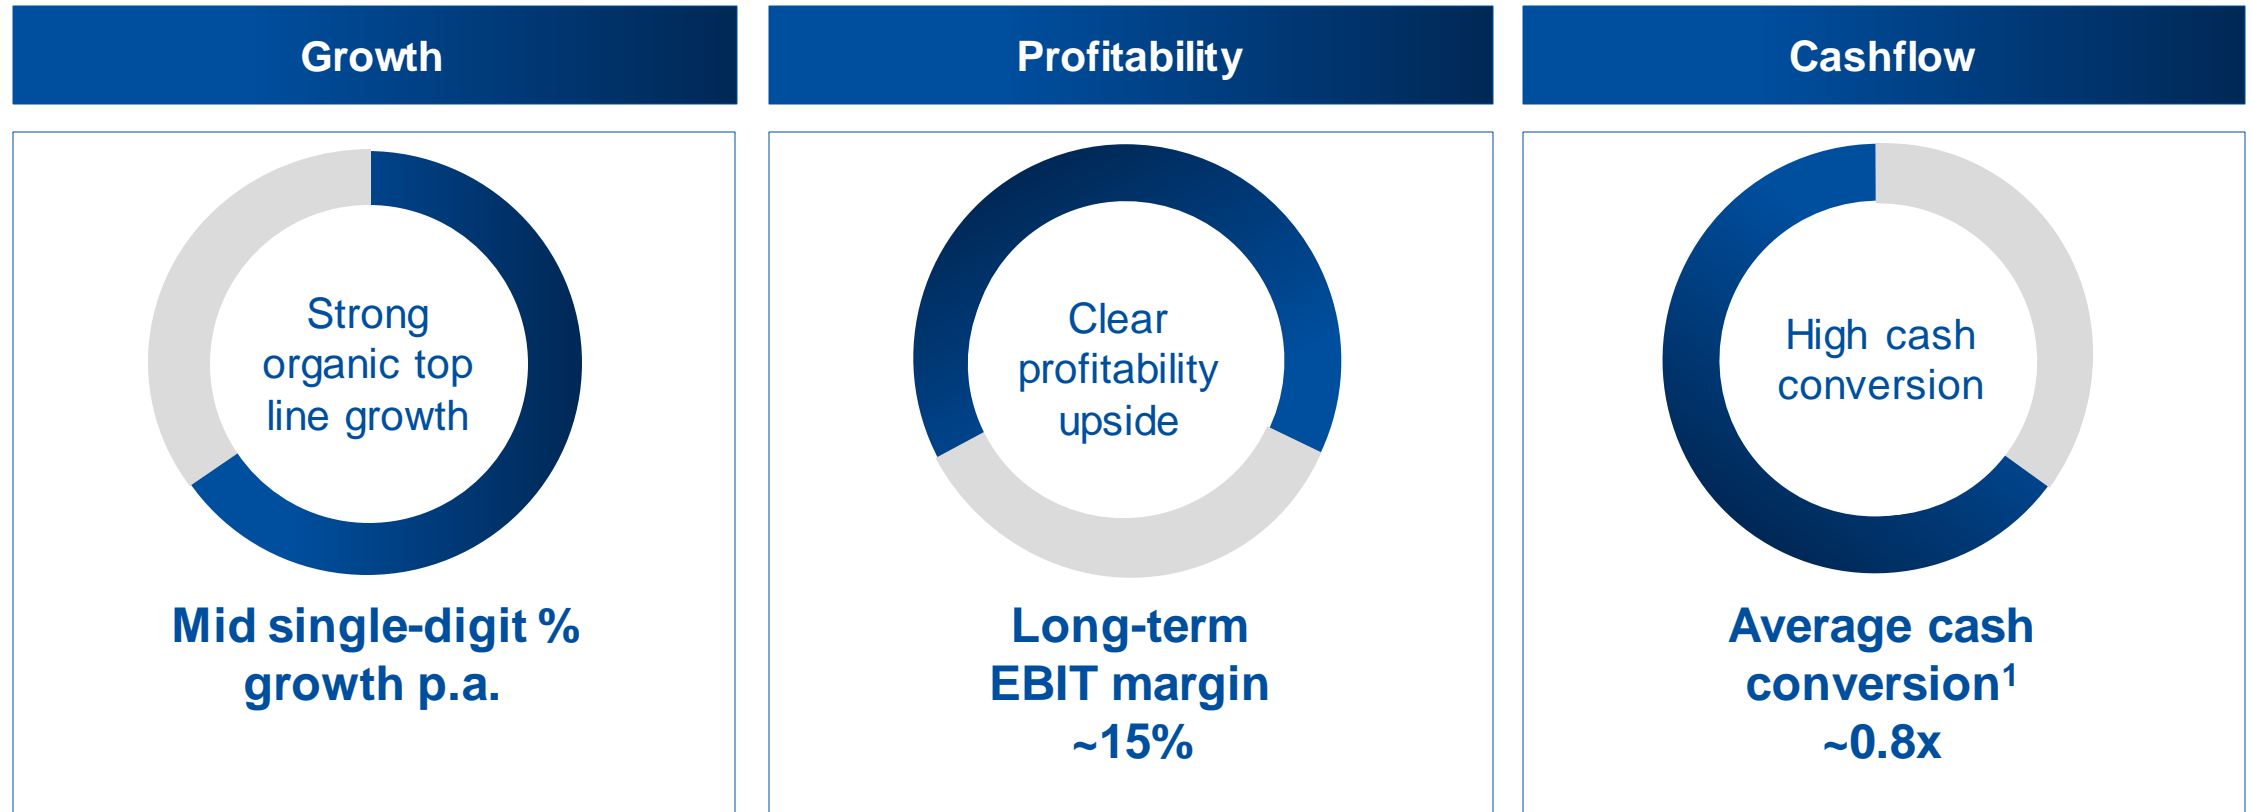 Growth
Strong
organic top
line growth
Mid single-digit %
growth p.a.
Profitability
Clear
profitability
upside
Long-term
EBIT margin
~15%
Cashflow
High cash
conversion
Average cash
conversion¹
~0.8x